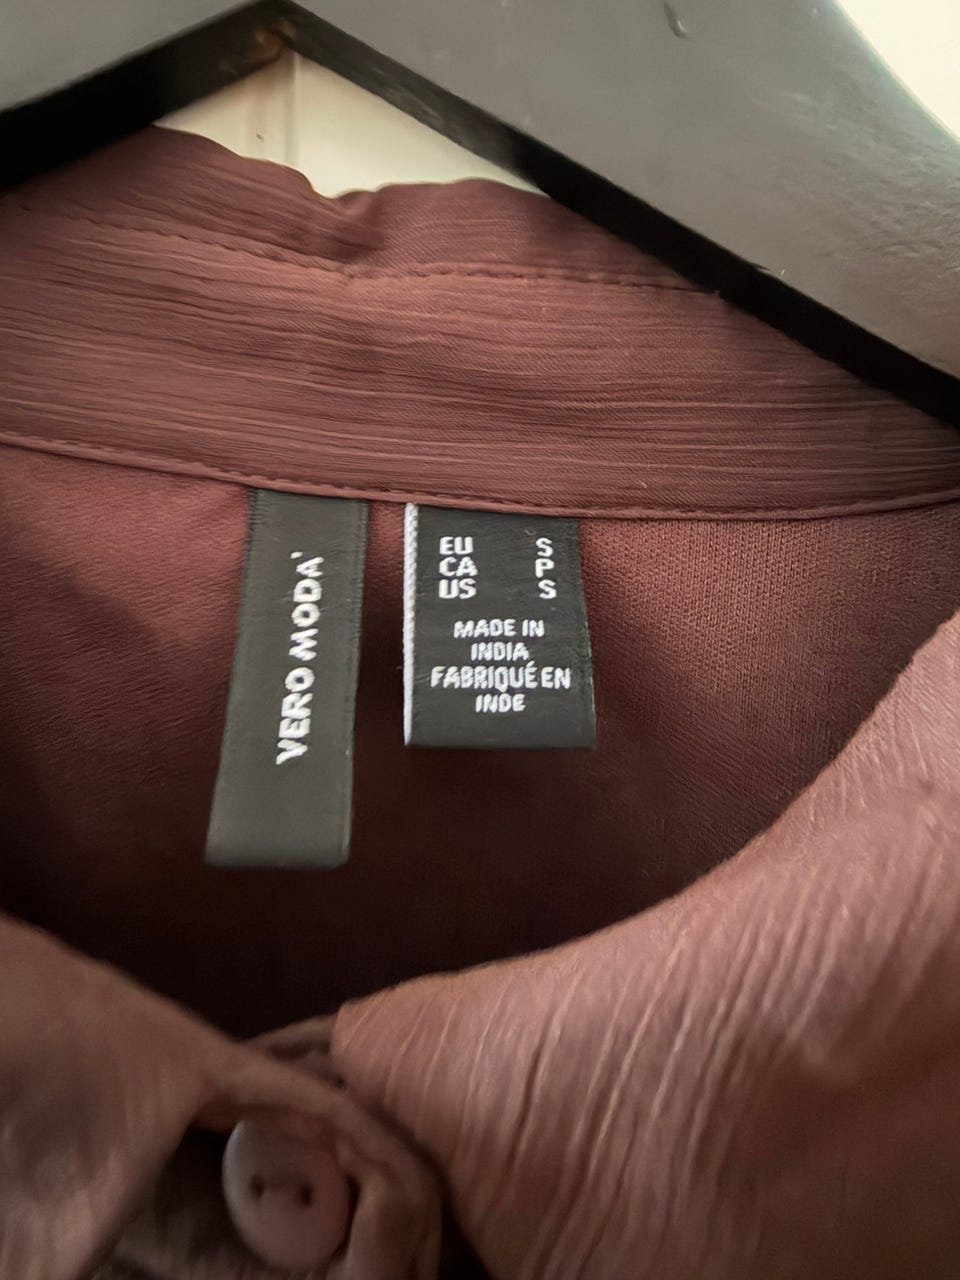 VERO MODA
EU S
CA P
US S
MADE IN
INDIA
FABRIQUÉ EN
INDE